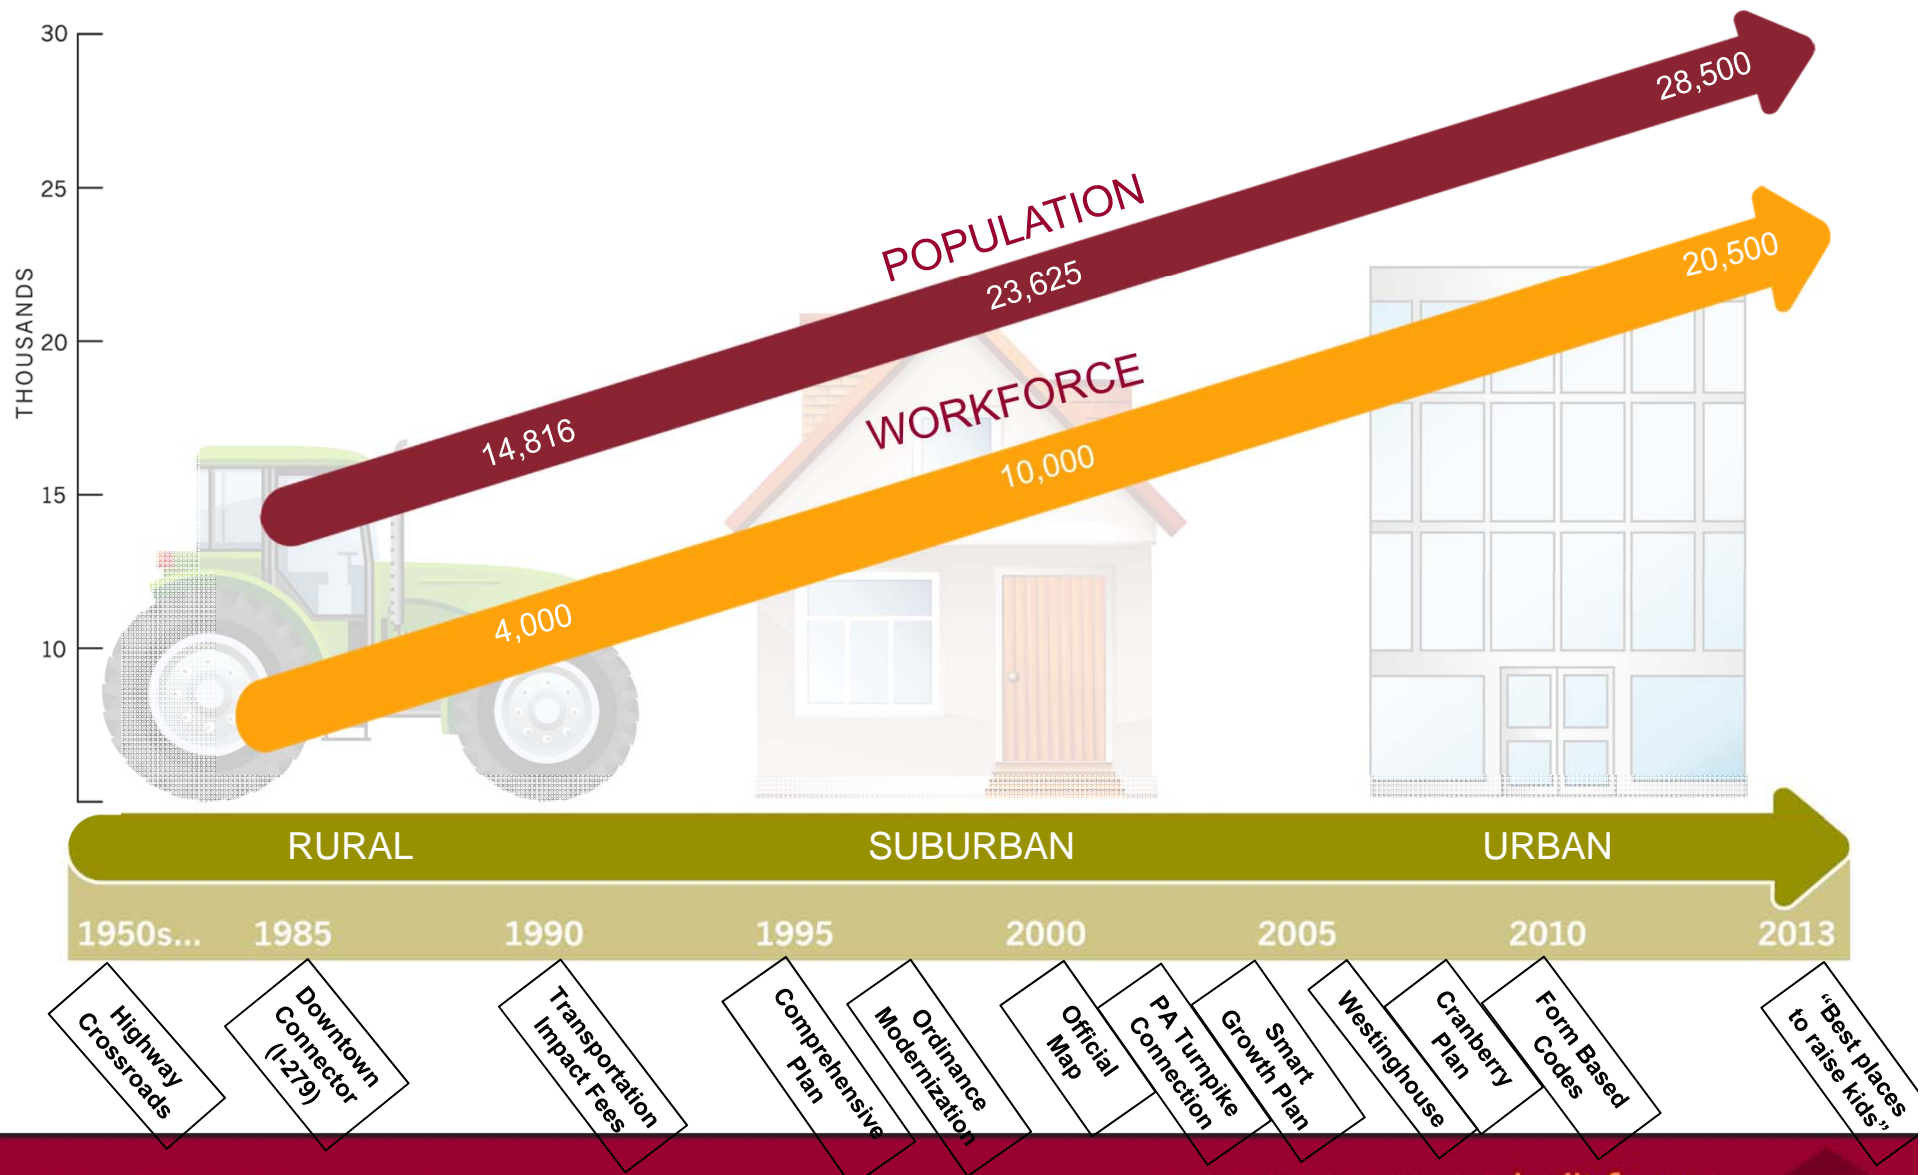 30
25
20
15
10
THOUSANDS
POPULATION
14,816
23,625
28,500
WORKFORCE
4,000
10,000
20,500
RURAL
SUBURBAN
URBAN
1950s...
1985
1990
1995
2000
2005
2010
2013
Highway
Crossroads
Downtown
Connector
(I-279)
Transportation
Impact Fees
Comprehensive
Plan
Ordinance
Modernization
Official
Map
PA Turnpike
Connection
Smart
Growth Plan
Westinghouse
Cranberry
Plan
Form Based
Codes
“Best places
to raise kids”